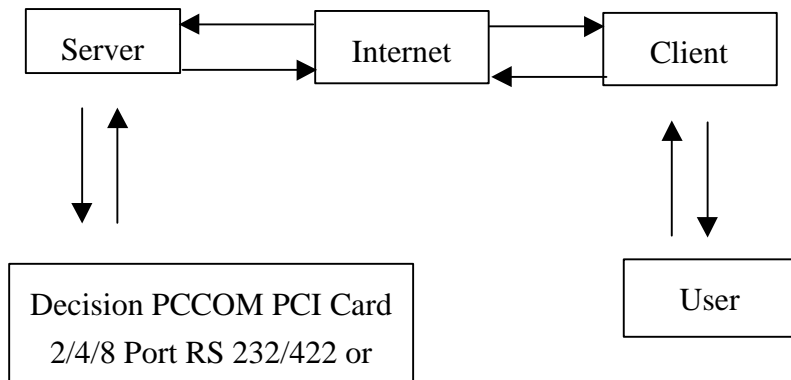 Server
Internet
Client
Decision PCCOM PCI Card
2/4/8 Port RS 232/422 or
User